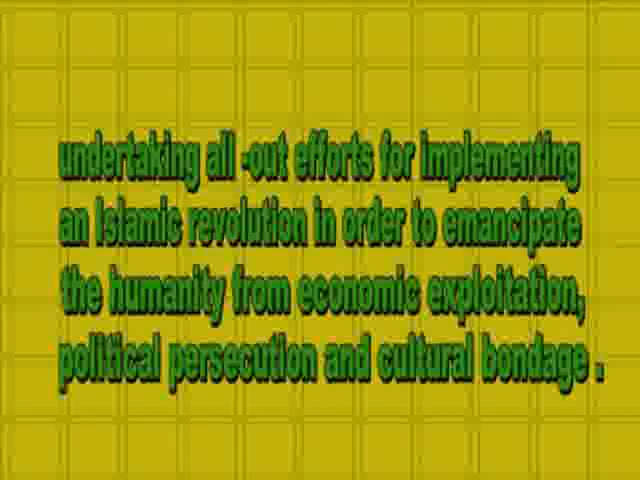 undertaking all -out efforts for implementing
an Islamic revolution in order to emancipate
the humanity from economic exploitation,
political persecution and cultural bondage .